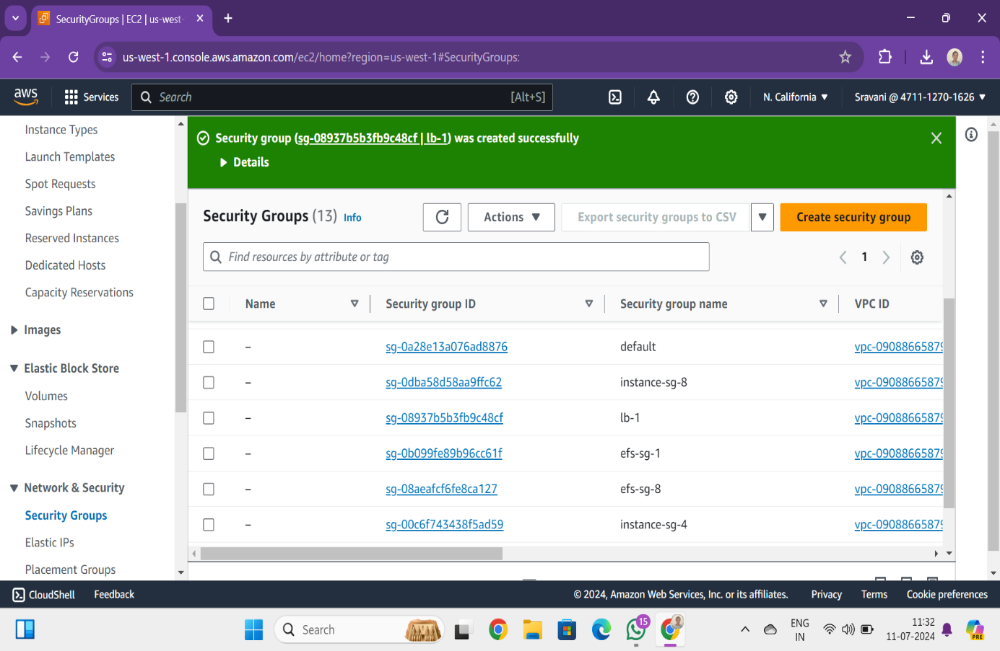 SecurityGroups | EC2 | us-west-
us-west-1.console.aws.amazon.com/ec2/home?region=us-west-1#SecurityGroups:
aws
Services
Search
[Alt+S]
N. California
Sravani @ 4711-1270-1626
Instance Types
Launch Templates
Spot Requests
Savings Plans
Reserved Instances
Dedicated Hosts
Capacity Reservations
Images
Elastic Block Store
Volumes
Snapshots
Lifecycle Manager
Network & Security
Security Groups
Elastic IPs
Placement Groups
Security group (sg-08937b5b3fb9c48cf | lb-1) was created successfully
Details
Security Groups (13) Info
Actions
Export security groups to CSV
Create security group
Find resources by attribute or tag
1
Name Security group ID Security group name VPC ID
– sg-0a28e13a076ad8876 default vpc-09088665879
– sg-0dba58d58aa9ffc62 instance-sg-8 vpc-09088665879
– sg-08937b5b3fb9c48cf lb-1 vpc-09088665879
– sg-0b099fe89b96cc61f efs-sg-1 vpc-09088665879
– sg-08aeafcf6fe8ca127 efs-sg-8 vpc-09088665879
– sg-00c6f743438f5ad59 instance-sg-4 vpc-09088665879
CloudShell
Feedback
© 2024, Amazon Web Services, Inc. or its affiliates.
Privacy
Terms
Cookie preferences
Search
15
ENG
IN
11:32
11-07-2024
PRE